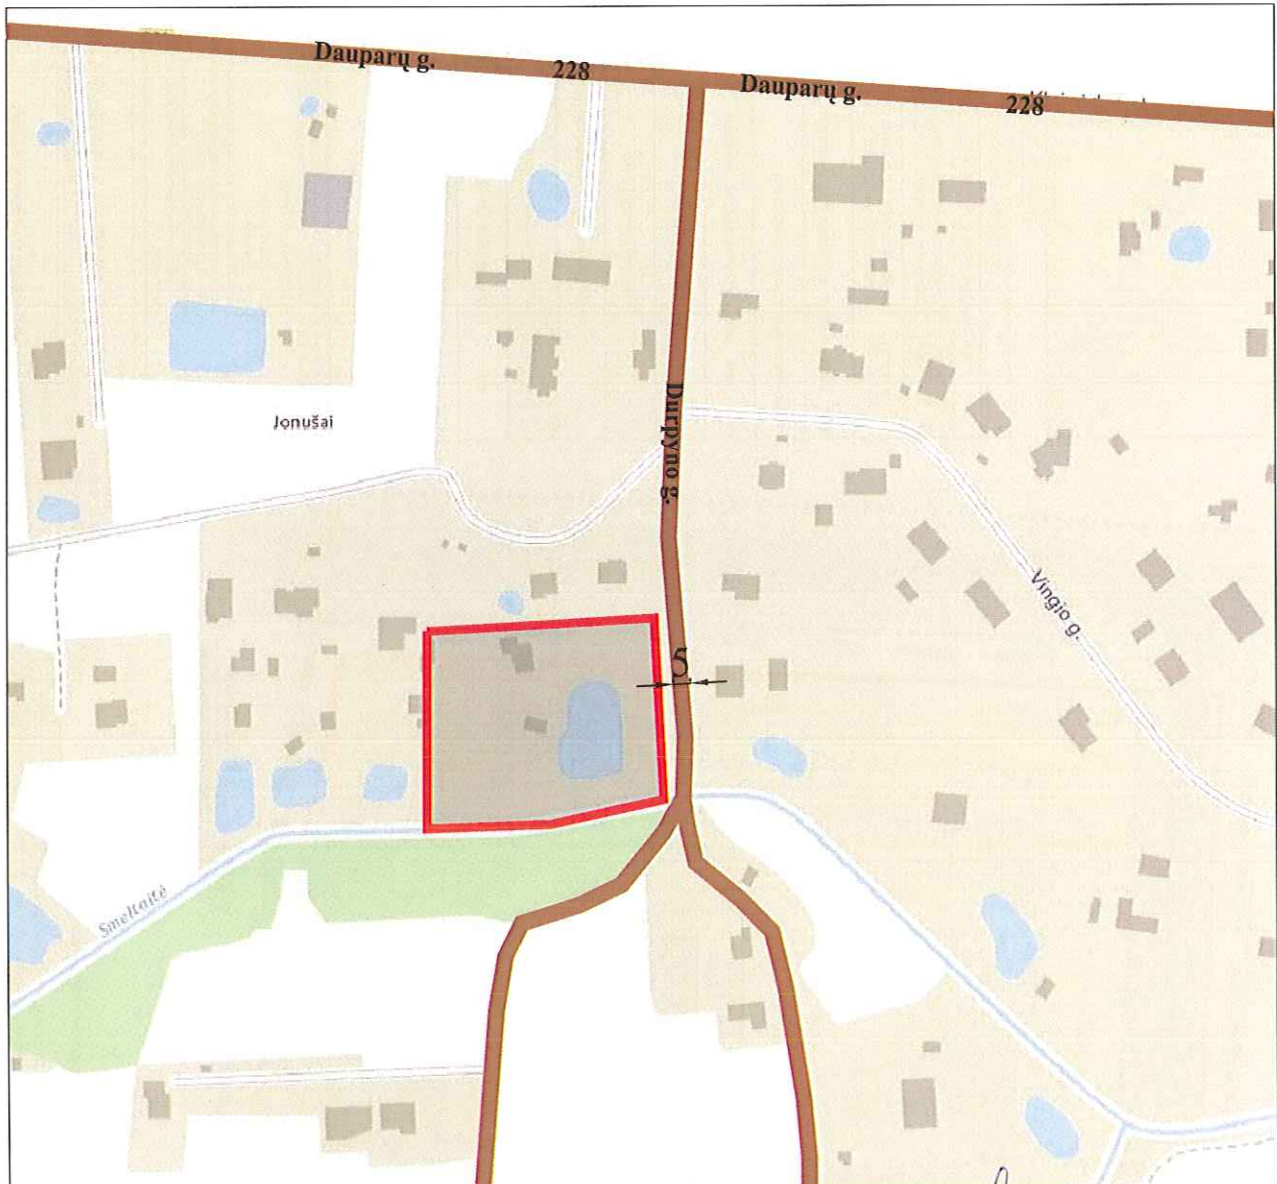 Dauparų g.
228
Dauparų g.
228
Durpyno g.
Jonušai
Vingio g.
5
Smeltaitė